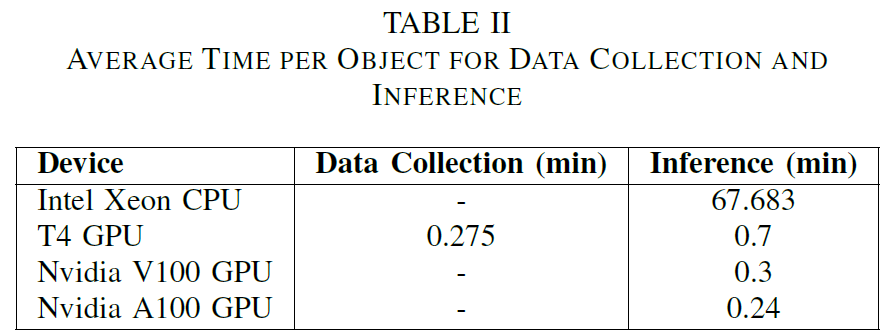 TABLE II
AVERAGE TIME PER OBJECT FOR DATA COLLECTION AND
INFERENCE
Device Data Collection (min) Inference (min)
Intel Xeon CPU - 67.683
T4 GPU 0.275 0.7
Nvidia V100 GPU - 0.3
Nvidia A100 GPU - 0.24